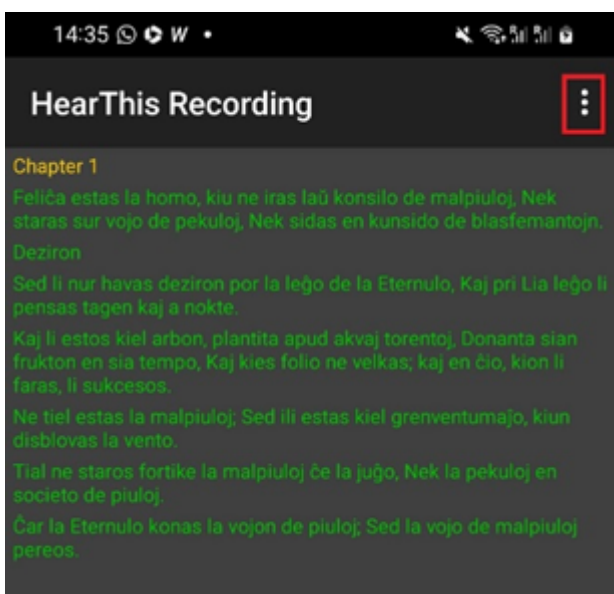 14:35 W
HearThis Recording
Chapter 1
Feliĉa estas la homo, kiu ne iras laŭ konsilo de malpiuloj, Nek
staras sur vojo de pekuloj, Nek sidas en kunsido de blasfemantojn.
Deziron
Sed li nur havas deziron por la leĝo de la Eternulo, Kaj pri Lia leĝo li
pensas tagen kaj a nokte.
Kaj li estos kiel arbon, plantita apud akvaj torentoj, Donanta sian
frukton en sia tempo, Kaj kies folio ne velkas; kaj en ĉio, kion li
faras, li sukcesos.
Ne tiel estas la malpiuloj; Sed ili estas kiel grenventumaĵo, kiun
disblovas la vento.
Tial ne staros fortike la malpiuloj ĉe la juĝo, Nek la pekuloj en
societo de piuloj.
Ĉar la Eternulo konas la vojon de piuloj; Sed la vojo de malpiuloj
pereos.